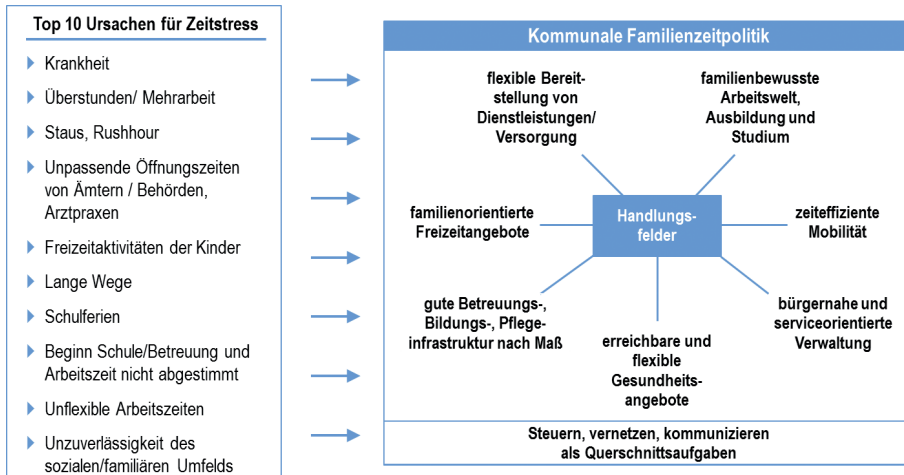 Top 10 Ursachen für Zeitstress
Krankheit
Überstunden/ Mehrarbeit
Staus, Rushhour
Unpassende Öffnungszeiten
von Ämtern / Behörden,
Arztpraxen
Freizeitaktivitäten der Kinder
Lange Wege
Schulferien
Beginn Schule/Betreuung und
Arbeitszeit nicht abgestimmt
Unflexible Arbeitszeiten
Unzuverlässigkeit des
sozialen/familiären Umfelds
Kommunale Familienzeitpolitik
flexible Bereit-
stellung von
Dienstleistungen/
Versorgung
familienbewusste
Arbeitswelt,
Ausbildung und
Studium
familienorientierte
Freizeitangebote
Handlungs-
felder
zeiteffiziente
Mobilität
gute Betreuungs-,
Bildungs-, Pflege-
infrastruktur nach Maß
erreichbare und
flexible
Gesundheits-
angebote
bürgernahe und
serviceorientierte
Verwaltung
Steuern, vernetzen, kommunizieren
als Querschnittsaufgaben